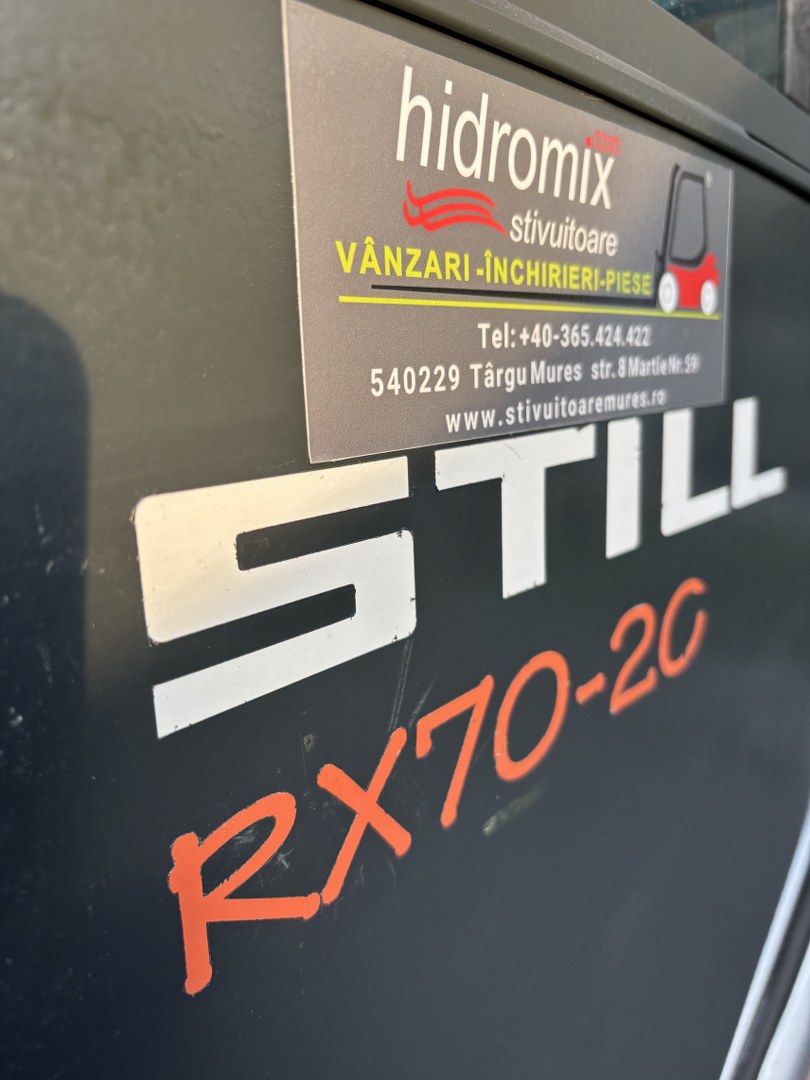 hidromix
com
stivuitoare
VÂNZARI-ÎNCHIRIERI-PIESE
Tel: +40-365.424.422
540229 Târgu Mures str. 8 Martie Nr. 59
www.stivuitoaremures.ro
STILL
RX70-20